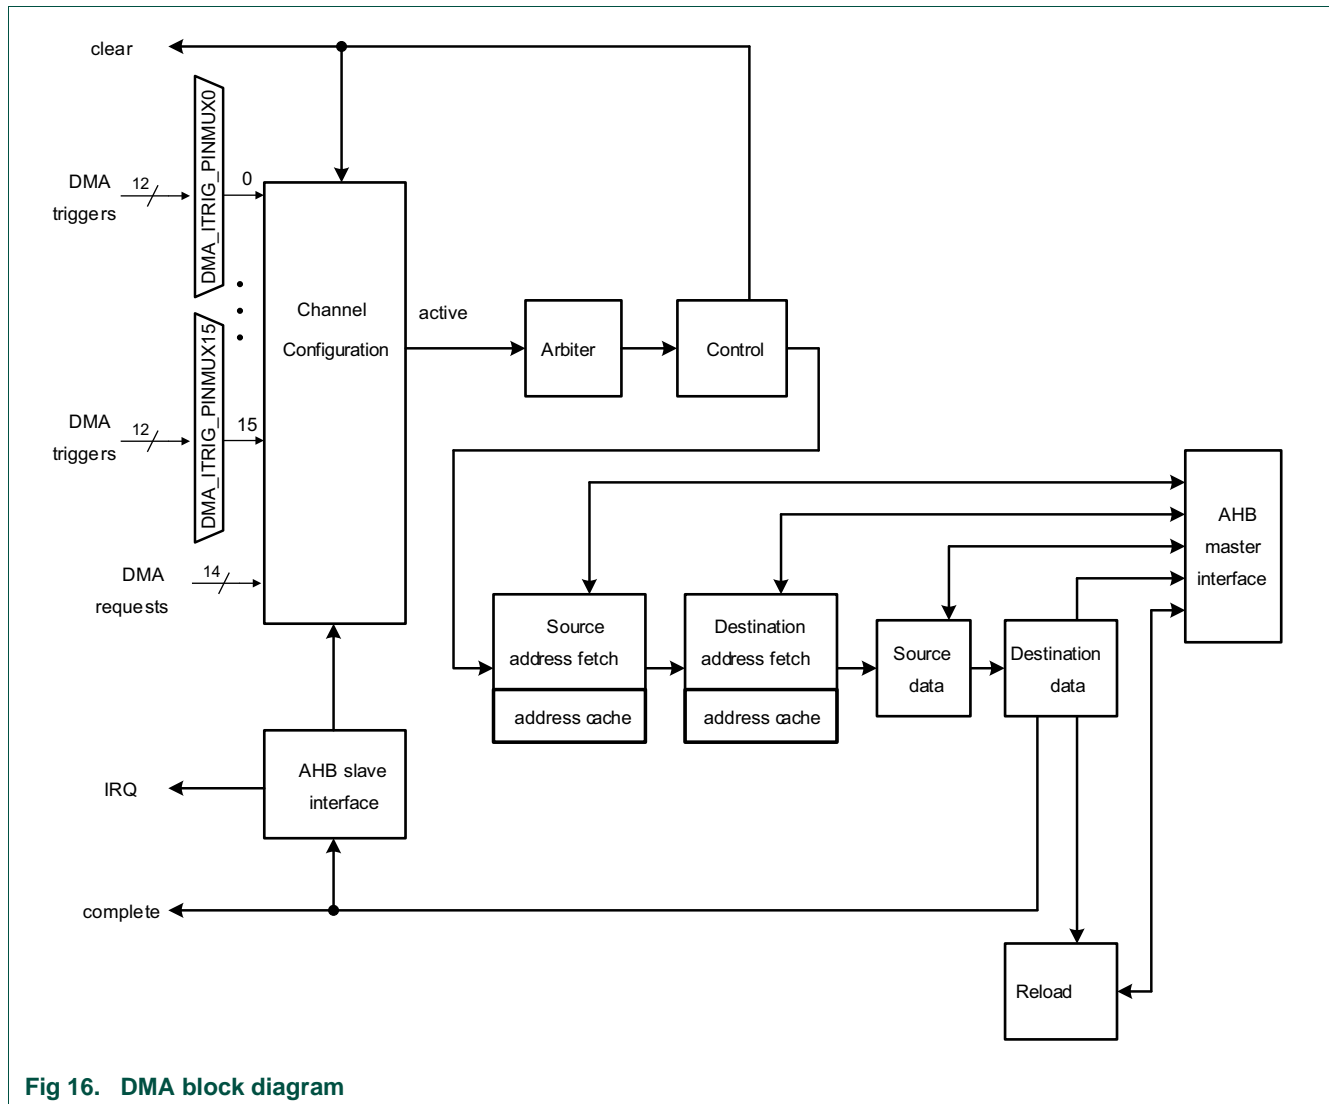 clear
DMA_ITRIG_PINMUX0
DMA
triggers
12
0
Channel
Configuration
active
Arbiter
Control
DMA_ITRIG_PINMUX15
DMA
triggers
12
15
AHB
master
interface
DMA
requests
14
Source
address fetch
address cache
Destination
address fetch
address cache
Source
data
Destination
data
AHB slave
interface
IRQ
complete
Reload
Fig 16. DMA block diagram